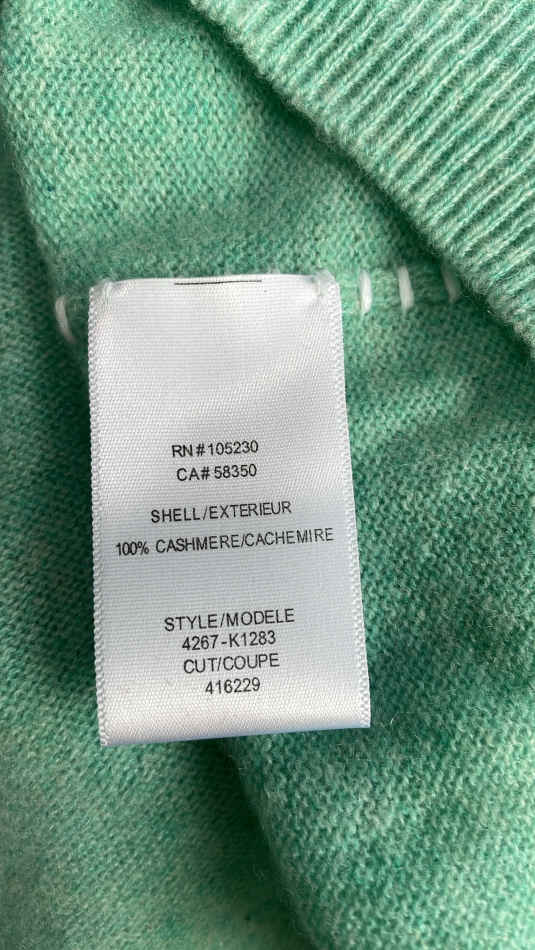 RN#105230
CA# 58350
SHELL/EXTERIEUR
100% CASHMERE/CACHEMIRE
STYLE/MODELE
4267-K1283
CUT/COUPE
416229